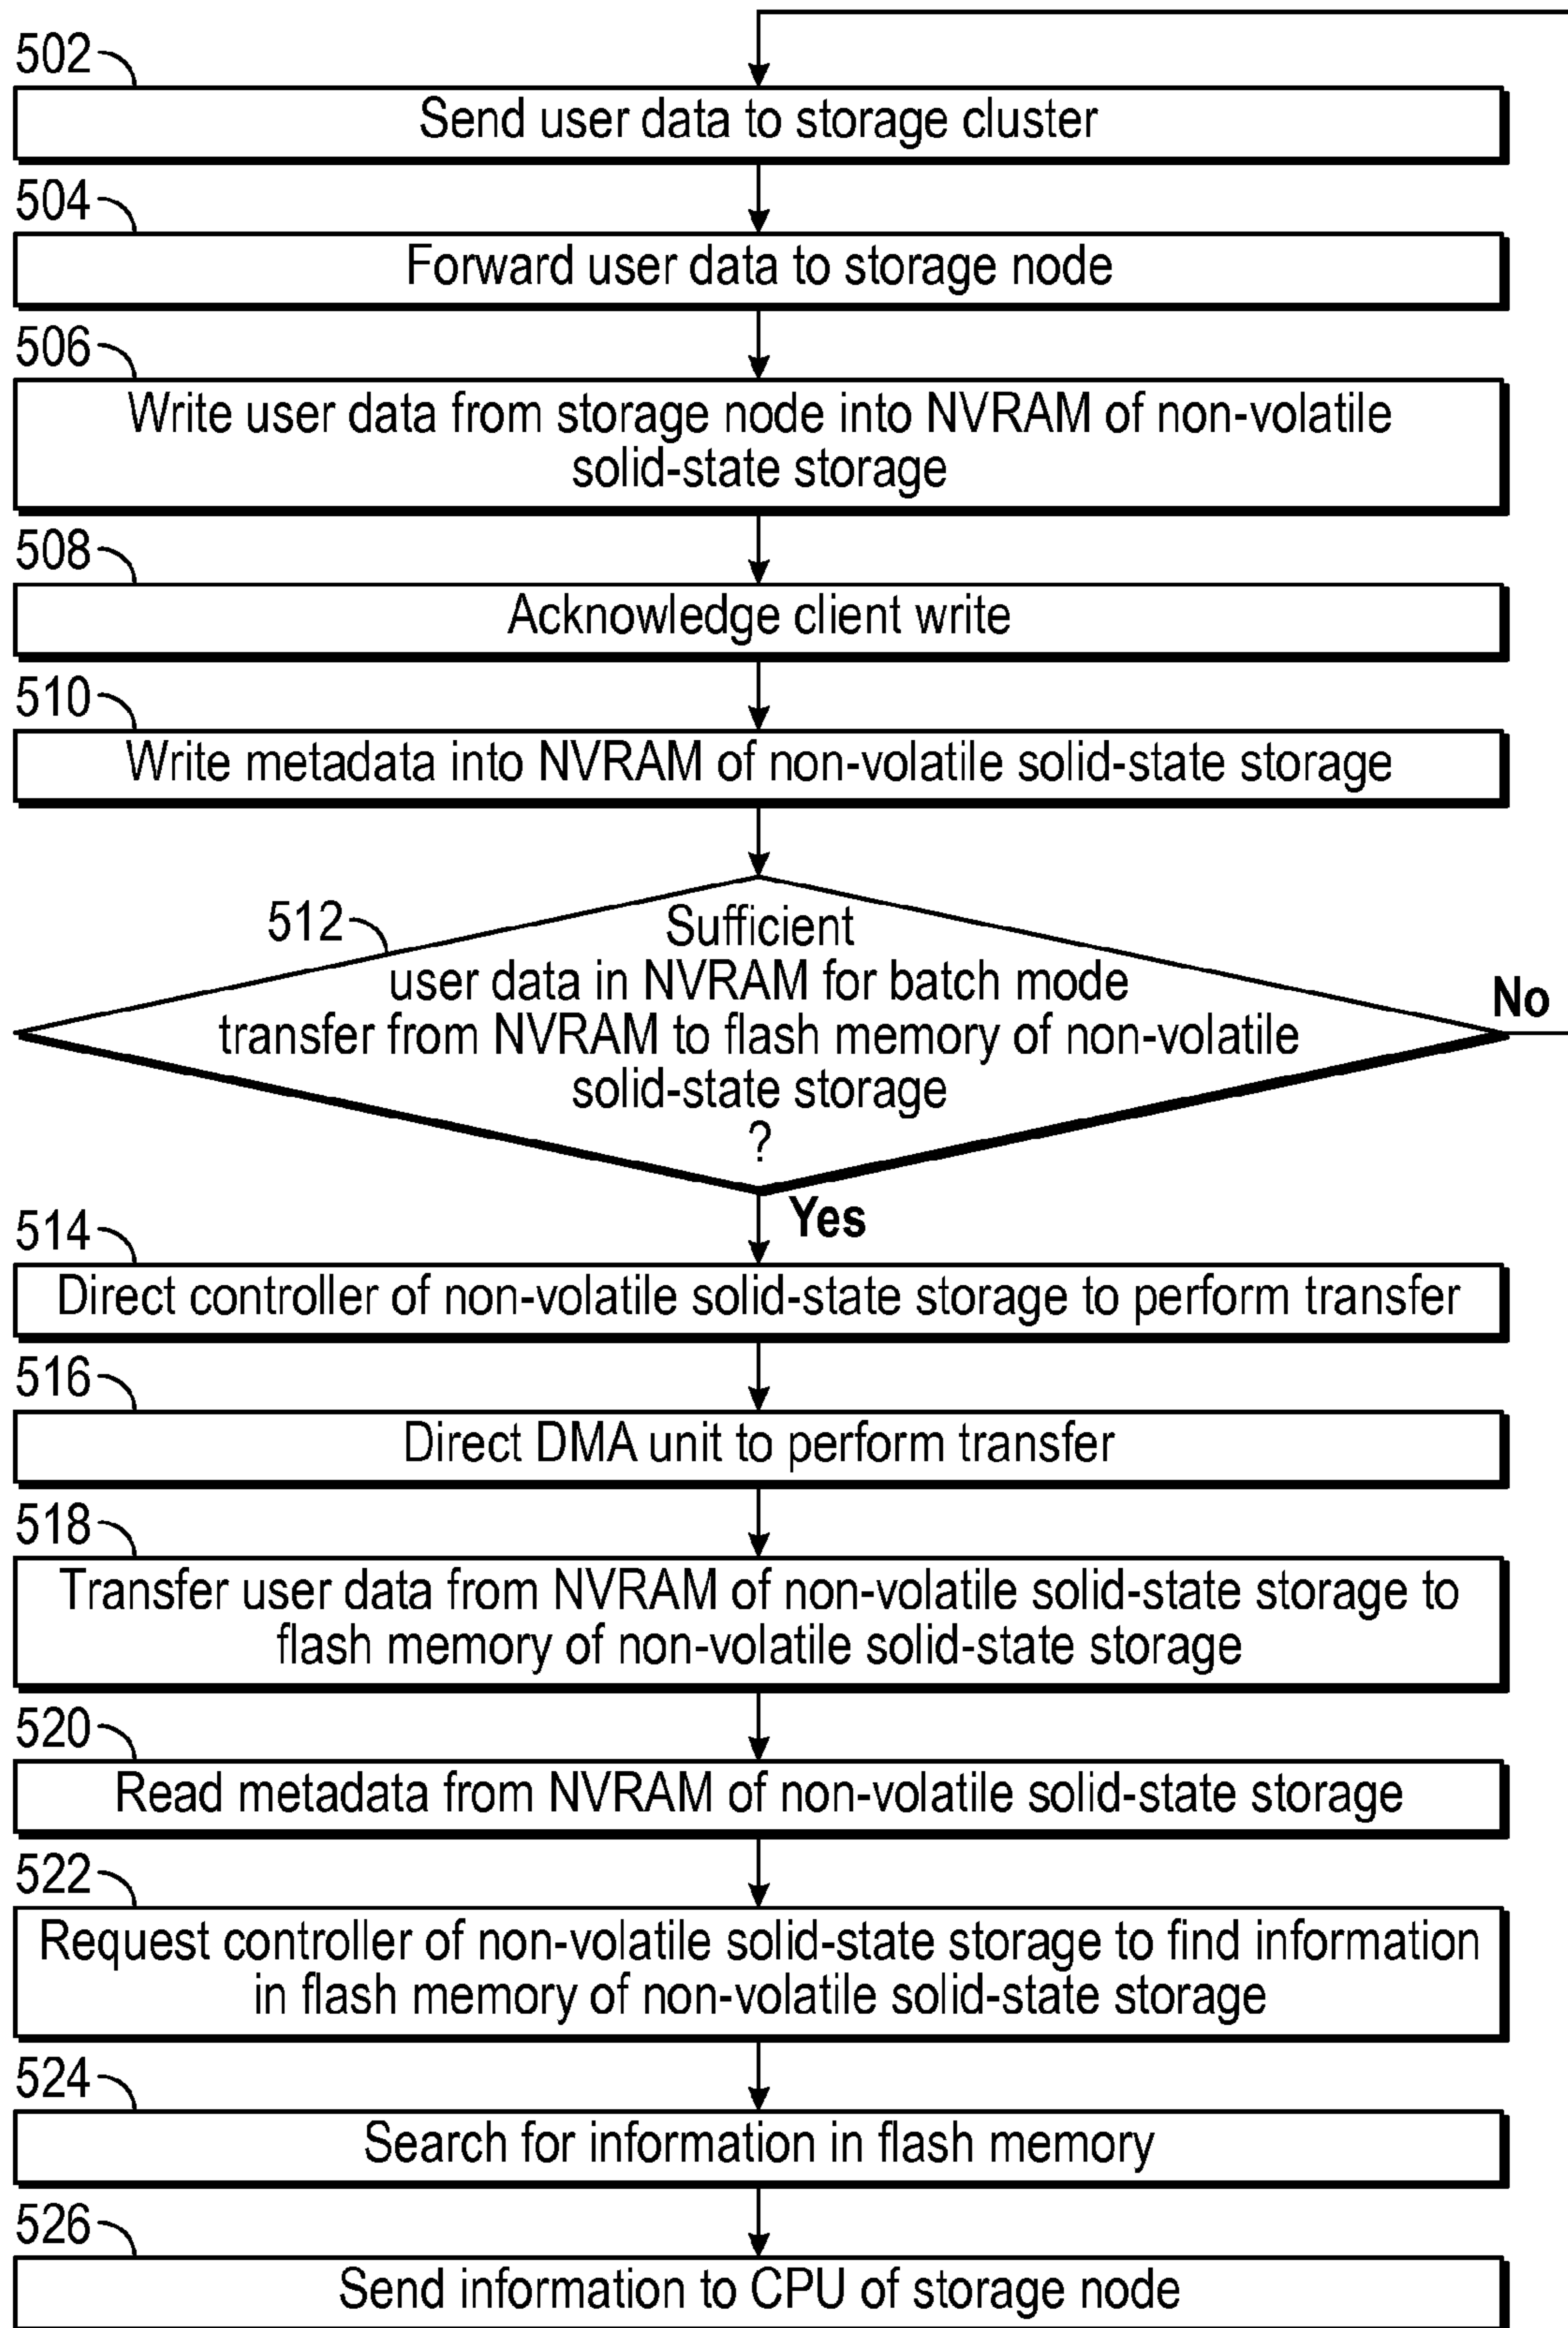 502
Send user data to storage cluster
504
Forward user data to storage node
506
Write user data from storage node into NVRAM of non-volatile
solid-state storage
508
Acknowledge client write
510
Write metadata into NVRAM of non-volatile solid-state storage
512
Sufficient
user data in NVRAM for batch mode
transfer from NVRAM to flash memory of non-volatile
solid-state storage
?
No
Yes
514
Direct controller of non-volatile solid-state storage to perform transfer
516
Direct DMA unit to perform transfer
518
Transfer user data from NVRAM of non-volatile solid-state storage to
flash memory of non-volatile solid-state storage
520
Read metadata from NVRAM of non-volatile solid-state storage
522
Request controller of non-volatile solid-state storage to find information
in flash memory of non-volatile solid-state storage
524
Search for information in flash memory
526
Send information to CPU of storage node